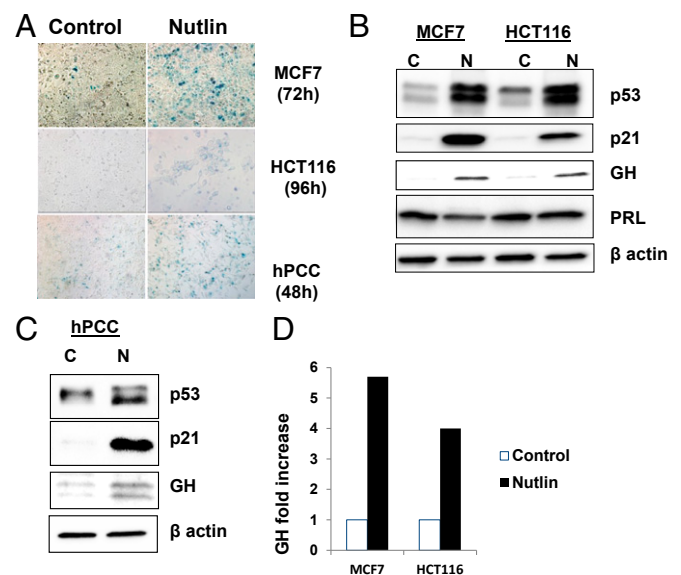 A
Control Nutlin
MCF7
(72h)
HCT116
(96h)
hPCC
(48h)
B
MCF7 HCT116
C N C N
p53
p21
GH
PRL
β actin
C
hPCC
C N
p53
p21
GH
β actin
D
GH fold increase
6
5
4
3
2
1
0
MCF7 HCT116
Control
Nutlin